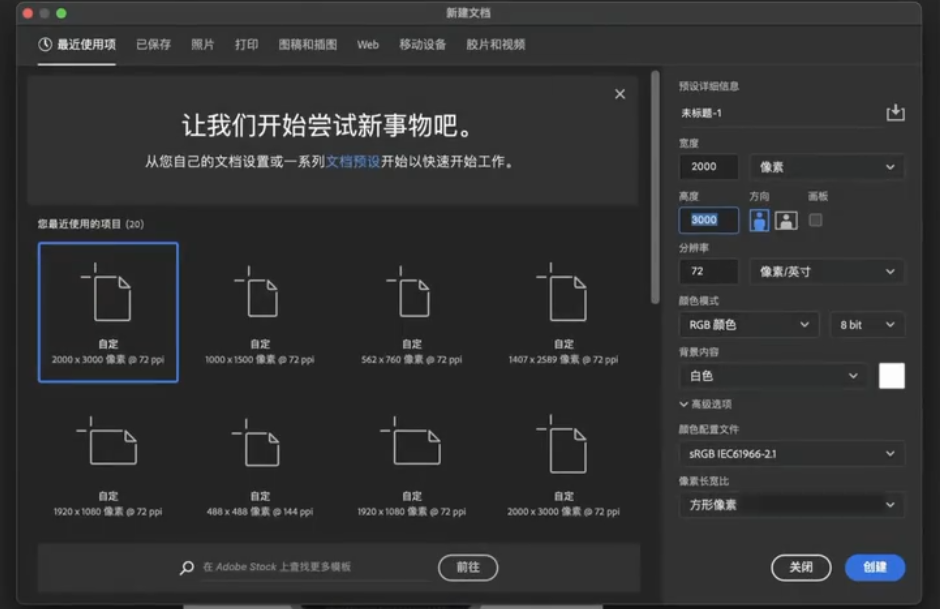 新建文档
最近使用项 已保存 照片 打印 图稿和插图 Web 移动设备 胶片和视频
让我们开始尝试新事物吧。
从您自己的文档设置或一系列文档预设开始以快速开始工作。
您最近使用的项目 (20)
自定 自定 自定 自定
2000 x 3000 像素 @ 72 ppi 1000 x 1500 像素 @ 72 ppi 562 x 760 像素 @ 72 ppi 1407 x 2589 像素 @ 72 ppi
自定 自定 自定 自定
1920 x 1080 像素 @ 72 ppi 488 x 488 像素 @ 144 ppi 1920 x 1080 像素 @ 72 ppi 2000 x 3000 像素 @ 72 ppi
在 Adobe Stock 上查找更多模板 前往
预设详细信息
未标题-1
宽度
2000 像素
高度 方向 画板
3000
分辨率
72 像素/英寸
颜色模式
RGB 颜色 8 bit
背景内容
白色
高级选项
颜色配置文件
sRGB IEC61966-2.1
像素长宽比
方形像素
关闭 创建